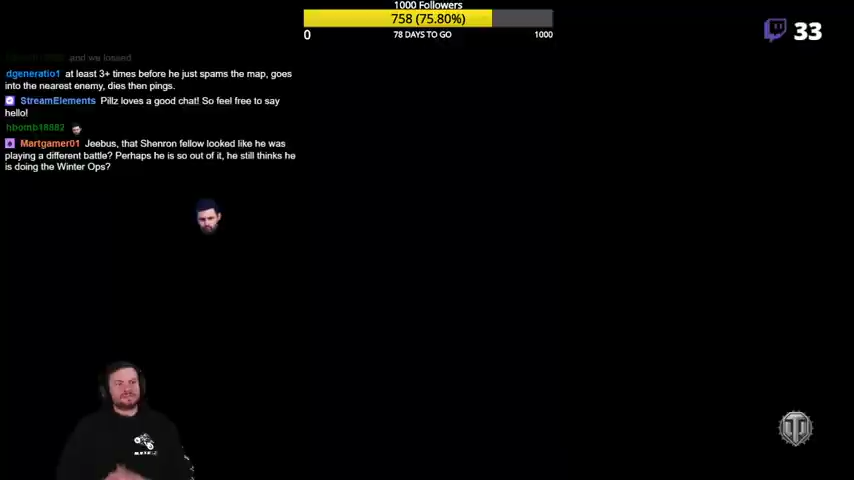 1000 Followers
758 (75.80%)
0 78 DAYS TO GO 1000
33
and we lossed
dgeneratio1 at least 3+ times before he just spams the map, goes
into the nearest enemy, dies then pings.
StreamElements Pillz loves a good chat! So feel free to say
hello!
hbomb18882
Martgamer01 Jeebus, that Shenron fellow looked like he was
playing a different battle? Perhaps he is so out of it, he still thinks he
is doing the Winter Ops?